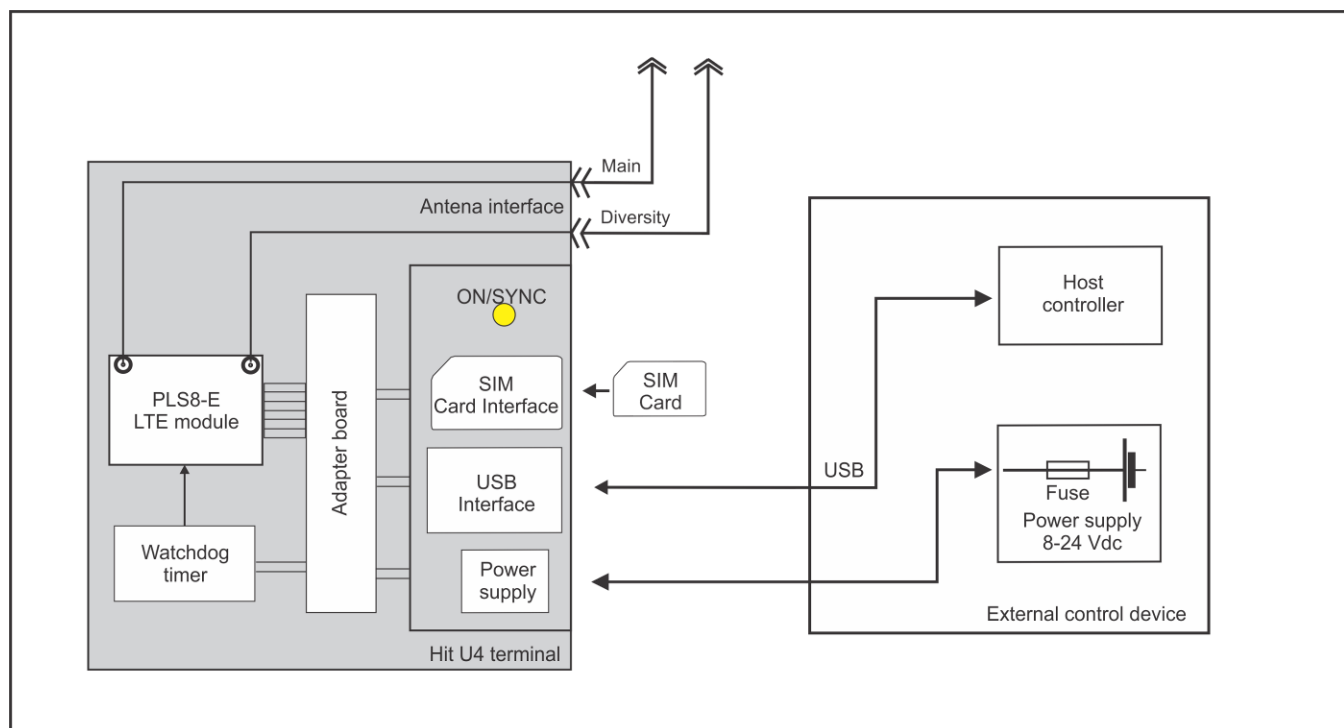 Main
Antena interface
Diversity
ON/SYNC
Host
controller
PLS8-E
LTE module
Adapter board
SIM
Card Interface
SIM
Card
USB
Interface
USB
Fuse
Power supply
8-24 Vdc
Watchdog
timer
Power
supply
External control device
Hit U4 terminal